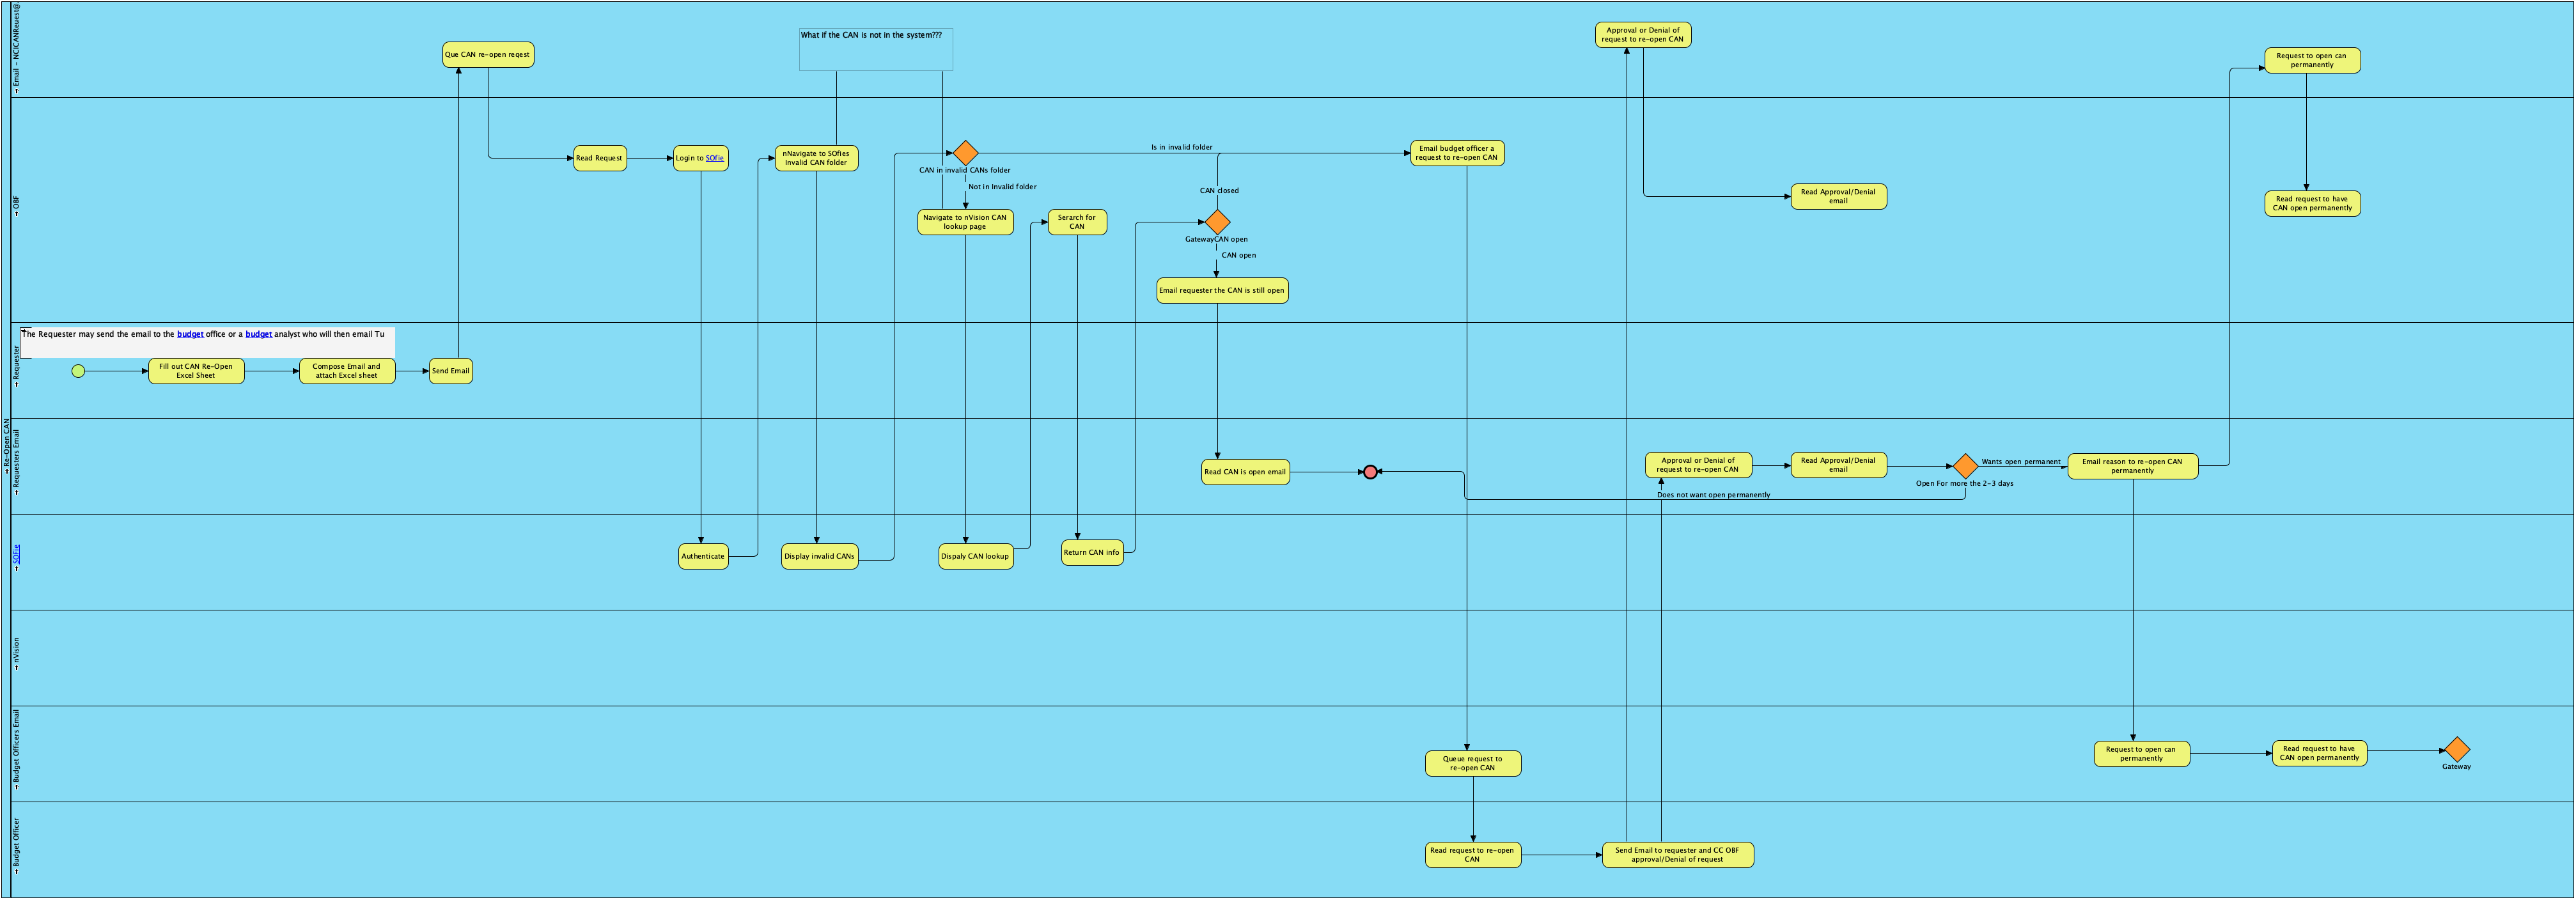 Re-Open CAN
Email - NCICANReuest@.
Que CAN re-open reqest
What if the CAN is not in the system???
Approval or Denial of
request to re-open CAN
Request to open can
permanently
OBF
Read Request
Login to SOfie
nNavigate to SOfies
Invalid CAN folder
CAN in invalid CANs folder
Is in invalid folder
Not in Invalid folder
Navigate to nVision CAN
lookup page
Serarch for
CAN
CAN closed
GatewayCAN open
CAN open
Email requester the CAN is still open
Email budget officer a
request to re-open CAN
Read Approval/Denial
email
Read request to have
CAN open permanently
Requester
The Requester may send the email to the budget office or a budget analyst who will then email Tu
Fill out CAN Re-Open
Excel Sheet
Compose Email and
attach Excel sheet
Send Email
Requesters Email
Read CAN is open email
Approval or Denial of
request to re-open CAN
Read Approval/Denial
email
Wants open permanent
Open For more the 2-3 days
Does not want open permanently
Email reason to re-open CAN
permanently
SOFie
Authenticate
Display invalid CANs
Dispaly CAN lookup
Return CAN info
nVision
Budget Officers Email
Queue request to
re-open CAN
Request to open can
permanently
Read request to have
CAN open permanently
Gateway
Budget Officer
Read request to re-open
CAN
Send Email to requester and CC OBF
approval/Denial of request